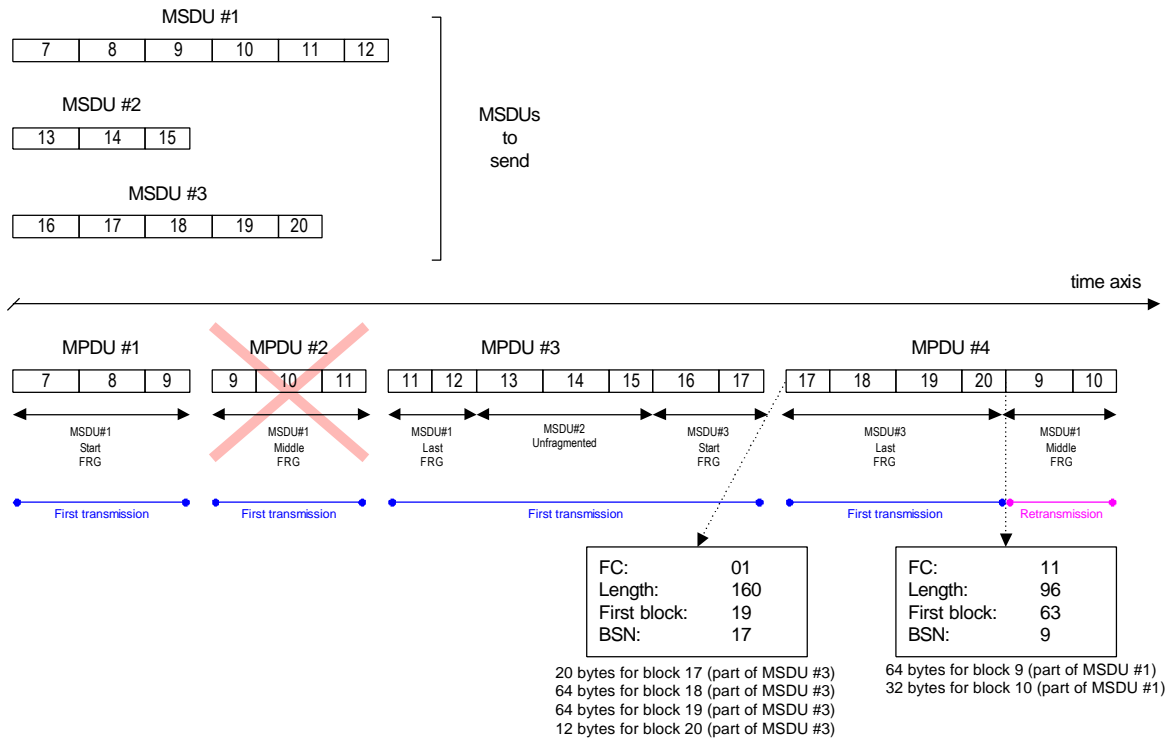 MSDU #1
7 8 9 10 11 12
MSDU #2
13 14 15
MSDU #3
16 17 18 19 20
MSDUs
to
send
time axis
MPDU #1 MPDU #2 MPDU #3 MPDU #4
7 8 9 9 10 11 11 12 13 14 15 16 17 17 18 19 20 9 10
MSDU#1
Start
FRG
MSDU#1
Middle
FRG
MSDU#1
Last
FRG
MSDU#2
Unfragmented
MSDU#3
Start
FRG
MSDU#3
Last
FRG
MSDU#1
Middle
FRG
First transmission First transmission First transmission First transmission Retransmission
FC: 01
Length: 160
First block: 19
BSN: 17
20 bytes for block 17 (part of MSDU #3)
64 bytes for block 18 (part of MSDU #3)
64 bytes for block 19 (part of MSDU #3)
12 bytes for block 20 (part of MSDU #3)
FC: 11
Length: 96
First block: 63
BSN: 9
64 bytes for block 9 (part of MSDU #1)
32 bytes for block 10 (part of MSDU #1)